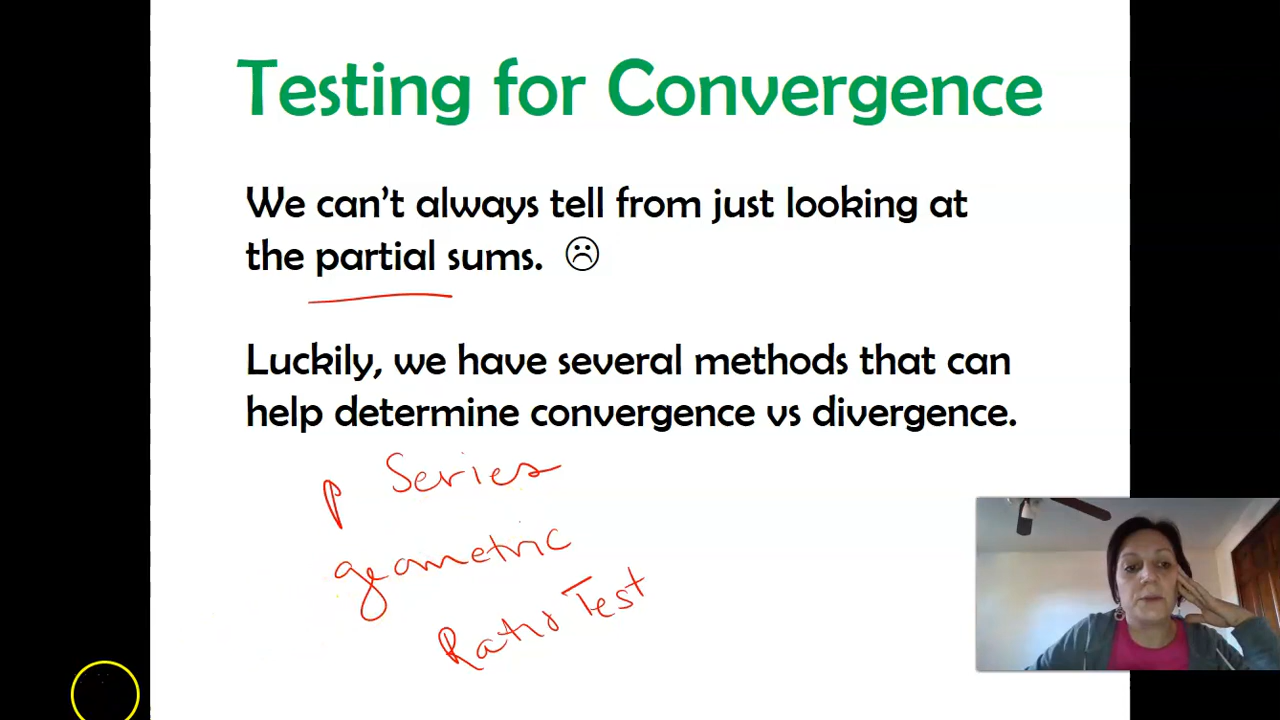 Testing for Convergence
We can't always tell from just looking at
the partial sums. ☹
Luckily, we have several methods that can
help determine convergence vs divergence.
p Series
geometric
Ratio Test